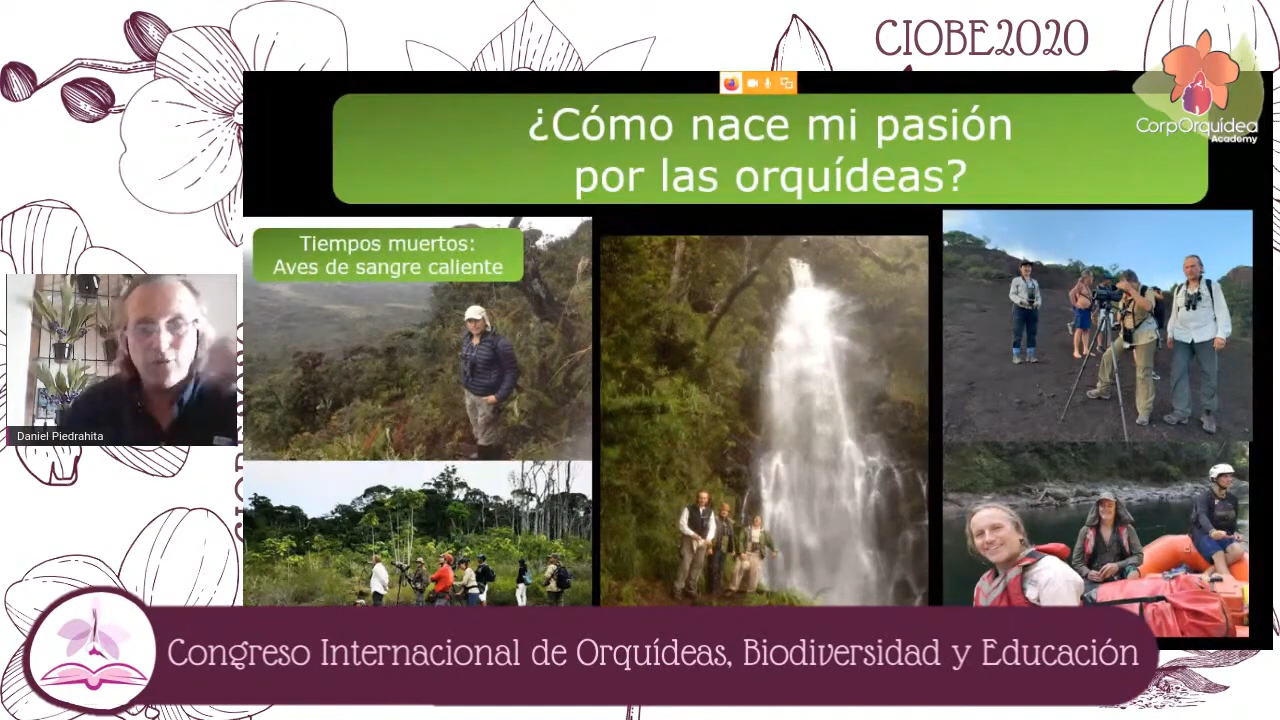 CIOBE2020
CorpOrquídea
Academy
¿Cómo nace mi pasión
por las orquídeas?
Tiempos muertos:
Aves de sangre caliente
Daniel Piedrahita
Congreso Internacional de Orquídeas, Biodiversidad y Educación